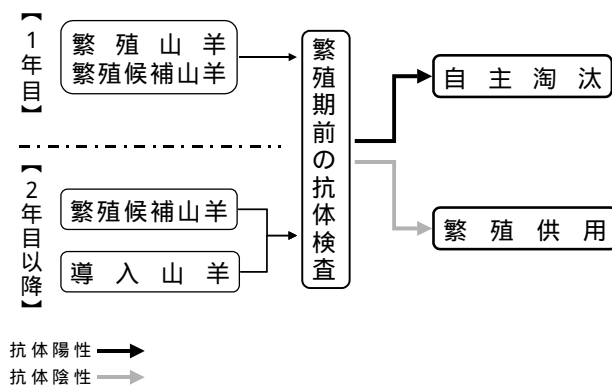 【1年目】
繁殖山羊
繁殖候補山羊
【2年目以降】
繁殖候補山羊
導入山羊
繁殖期前の抗体検査
自主淘汰
繁殖供用
抗体陽性
抗体陰性